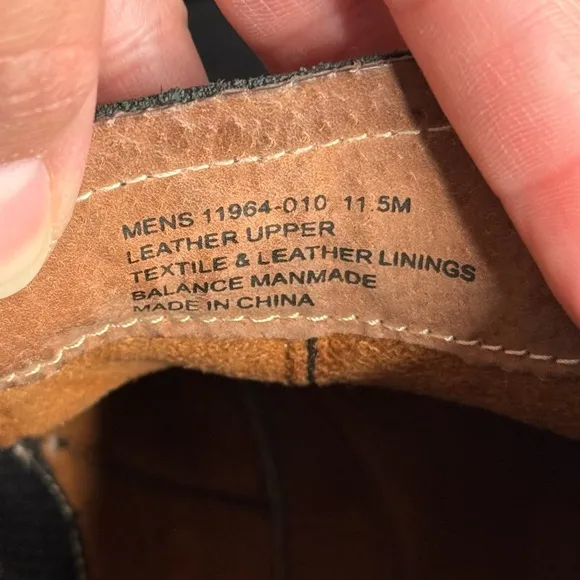 MENS 11964-010 11.5M
LEATHER UPPER
TEXTILE & LEATHER LININGS
BALANCE MANMADE
MADE IN CHINA